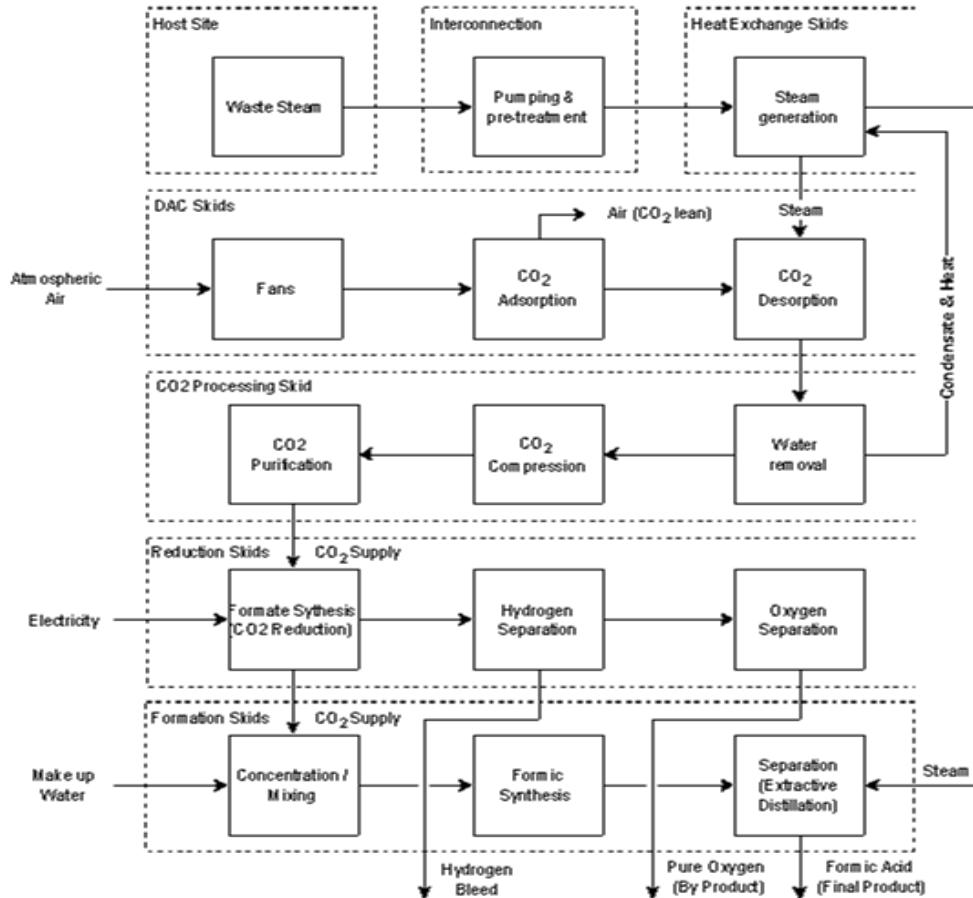 Host Site
Interconnection
Heat Exchange Skids
Waste Steam
Pumping &
pre-treatment
Steam
generation
DAC Skids
Air (CO2 lean)
Steam
Atmospheric
Air
Fans
CO2
Adsorption
CO2
Desorption
Condensate & Heat
CO2 Processing Skid
CO2
Purification
CO2
Compression
Water
removal
Reduction Skids
CO2 Supply
Electricity
Formate Sythesis
(CO2 Reduction)
Hydrogen
Separation
Oxygen
Separation
Formation Skids
CO2 Supply
Make up
Water
Concentration /
Mixing
Formic
Synthesis
Separation
(Extractive
Distillation)
Steam
Hydrogen
Bleed
Pure Oxygen
(By Product)
Formic Acid
(Final Product)